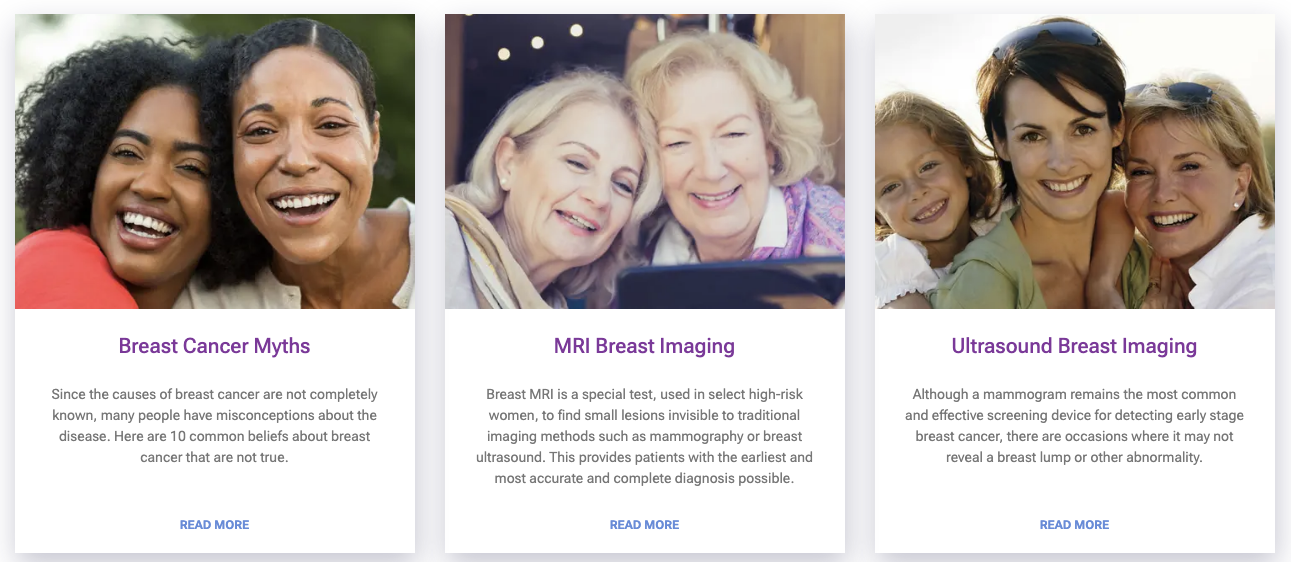 Breast Cancer Myths
Since the causes of breast cancer are not completely
known, many people have misconceptions about the
disease. Here are 10 common beliefs about breast
cancer that are not true.
READ MORE
MRI Breast Imaging
Breast MRI is a special test, used in select high-risk
women, to find small lesions invisible to traditional
imaging methods such as mammography or breast
ultrasound. This provides patients with the earliest and
most accurate and complete diagnosis possible.
READ MORE
Ultrasound Breast Imaging
Although a mammogram remains the most common
and effective screening device for detecting early stage
breast cancer, there are occasions where it may not
reveal a breast lump or other abnormality.
READ MORE